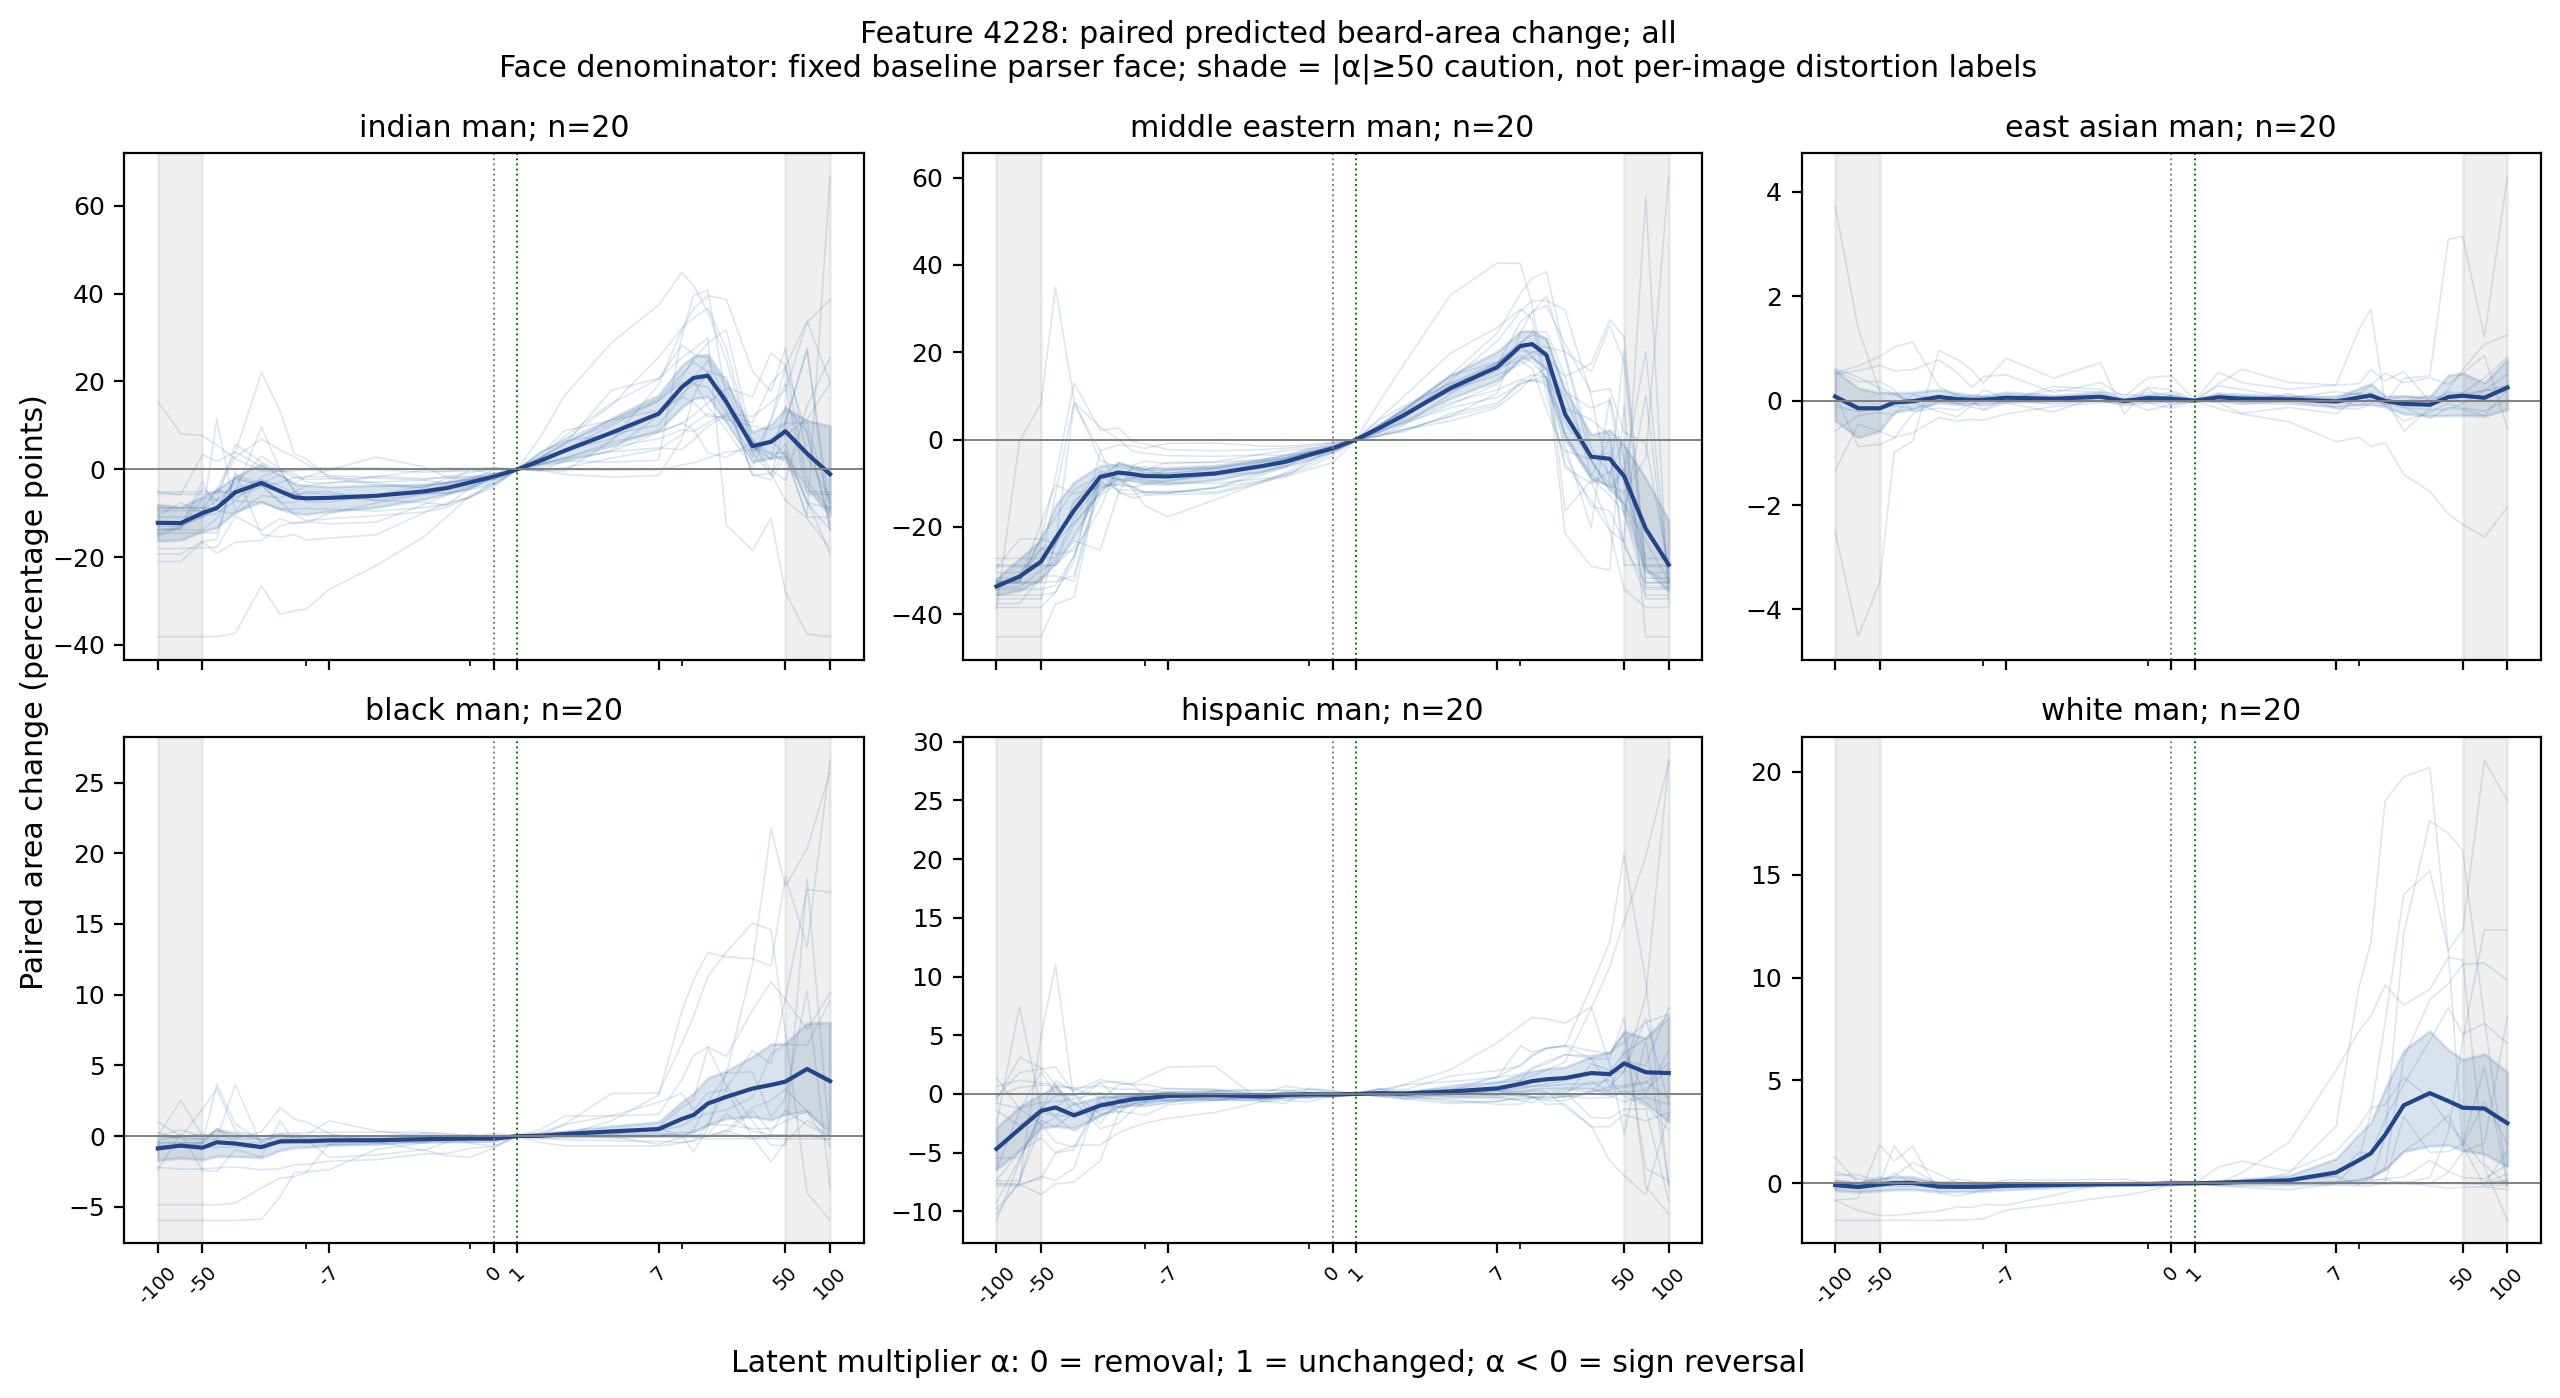 Feature 4228: paired predicted beard-area change; all
Face denominator: fixed baseline parser face; shade = |α|≥50 caution, not per-image distortion labels
indian man; n=20
middle eastern man; n=20
east asian man; n=20
60
40
20
0
−20
−40
60
40
20
0
−20
−40
4
2
0
−2
−4
Paired area change (percentage points)
black man; n=20
hispanic man; n=20
white man; n=20
25
20
15
10
5
0
−5
30
25
20
15
10
5
0
−5
−10
20
15
10
5
0
-100 -50 -7 0 1 7 50 100
-100 -50 -7 0 1 7 50 100
-100 -50 -7 0 1 7 50 100
Latent multiplier α: 0 = removal; 1 = unchanged; α < 0 = sign reversal